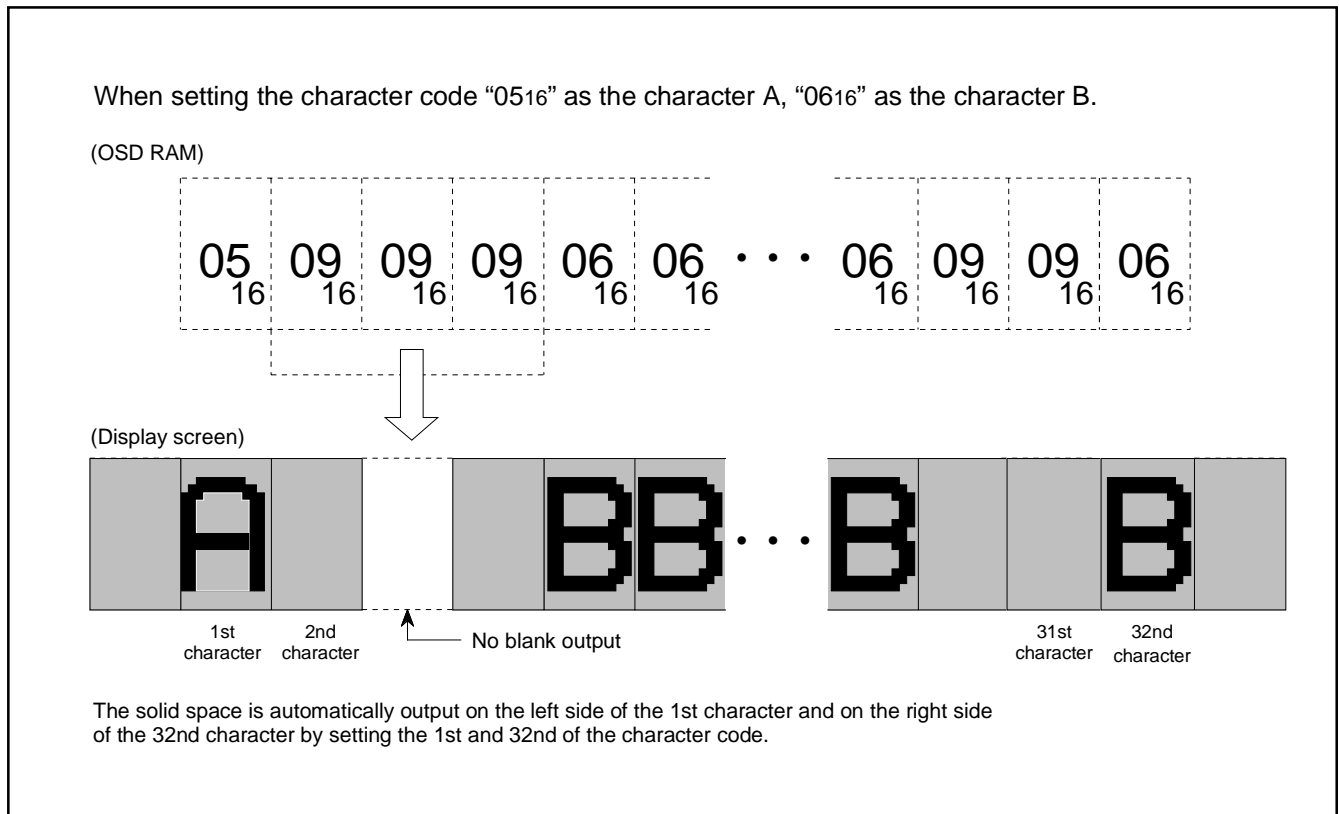 When setting the character code “0516” as the character A, “0616” as the character B.
(OSD RAM)
0516 0916 0916 0916 0616 0616 • • • 0616 0916 0916 0616
(Display screen)
A B B • • • B B
1st character 2nd character No blank output 31st character 32nd character
The solid space is automatically output on the left side of the 1st character and on the right side
of the 32nd character by setting the 1st and 32nd of the character code.